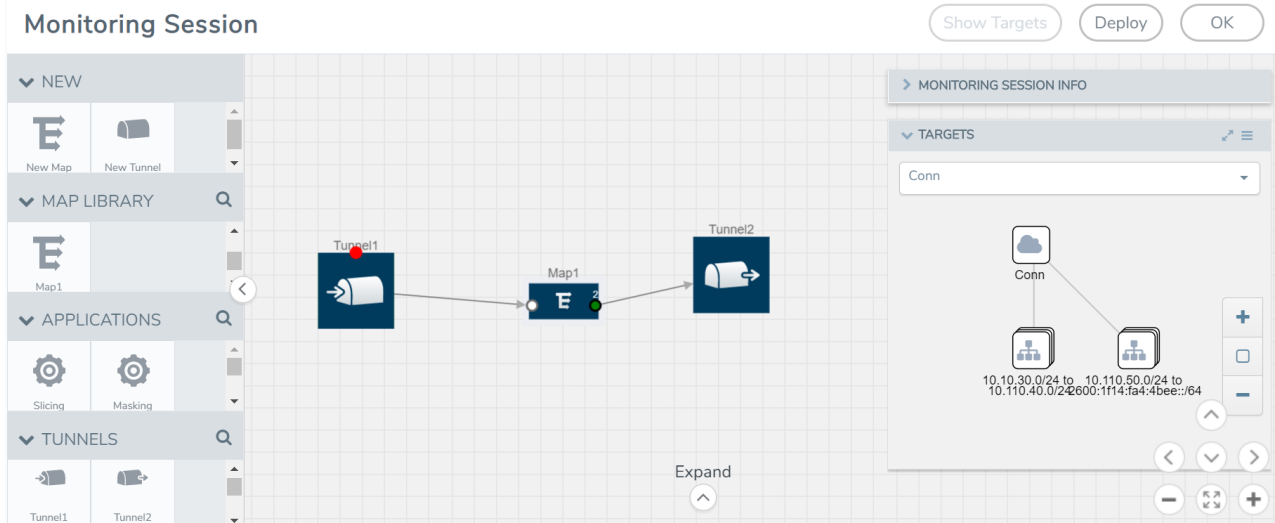 Monitoring Session
Show Targets
Deploy
OK
NEW
New Map
New Tunnel
MAP LIBRARY
Map1
APPLICATIONS
Slicing
Masking
TUNNELS
Tunnel1
Tunnel2
Tunnel1
Map1
2
Tunnel2
Expand
MONITORING SESSION INFO
TARGETS
Conn
Conn
10.10.30.0/24 to
10.110.40.0/24
10.110.50.0/24 to
2600:1f14:fa4:4bee::/64